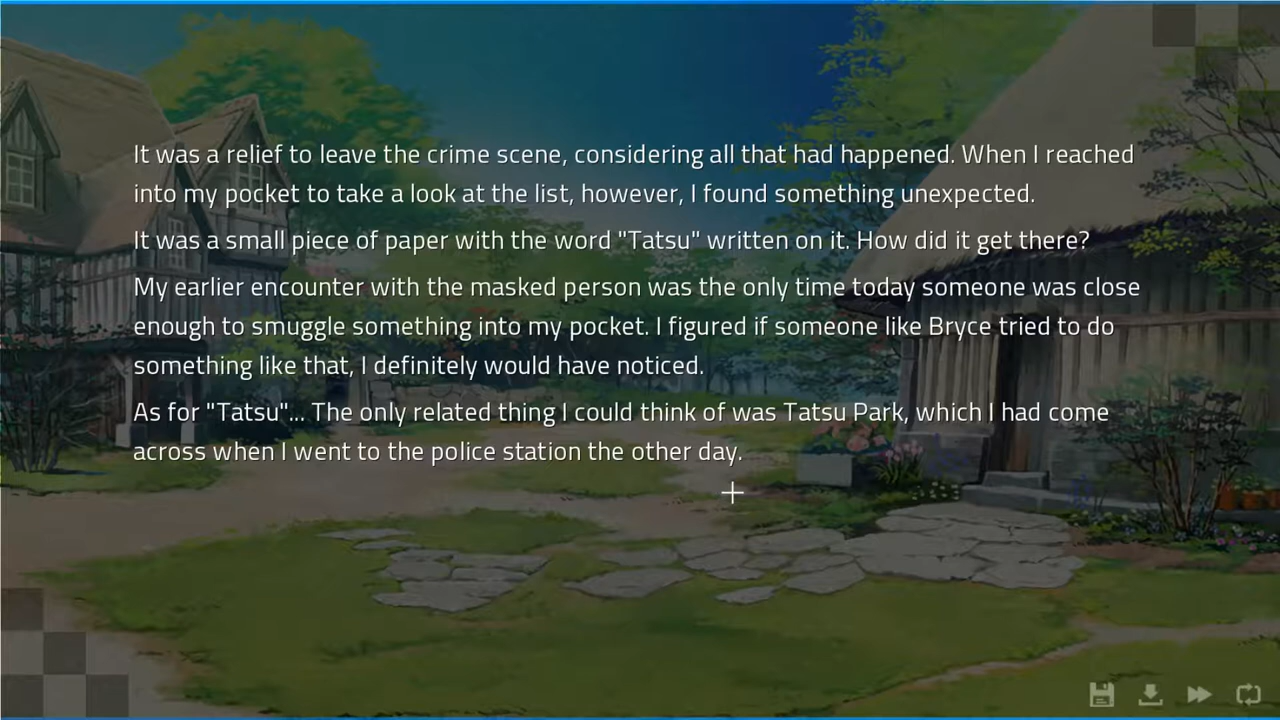 It was a relief to leave the crime scene, considering all that had happened. When I reached
into my pocket to take a look at the list, however, I found something unexpected.
It was a small piece of paper with the word "Tatsu" written on it. How did it get there?
My earlier encounter with the masked person was the only time today someone was close
enough to smuggle something into my pocket. I figured if someone like Bryce tried to do
something like that, I definitely would have noticed.
As for "Tatsu"... The only related thing I could think of was Tatsu Park, which I had come
across when I went to the police station the other day.